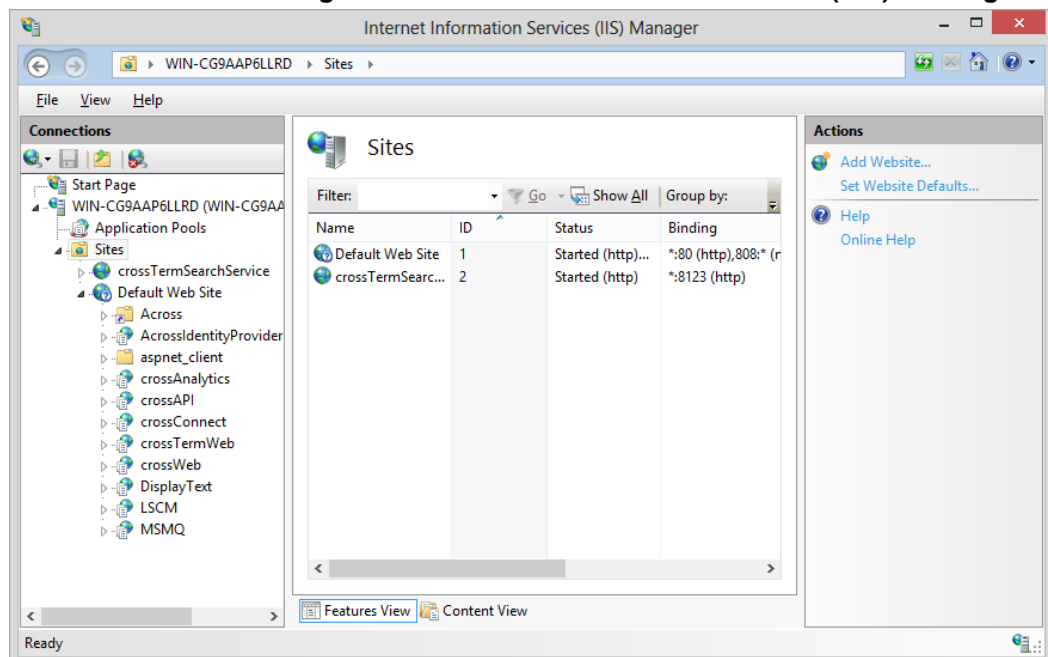 Internet Information Services (IIS) Manager
WIN-CG9AAP6LLRD Sites
File View Help
Connections
Start Page
WIN-CG9AAP6LLRD (WIN-CG9AA
Application Pools
Sites
crossTermSearchService
Default Web Site
Across
AcrossIdentityProvider
aspnet_client
crossAnalytics
crossAPI
crossConnect
crossTermWeb
crossWeb
DisplayText
LSCM
MSMQ
Sites
Filter: Go Show All Group by:
Name ID Status Binding
Default Web Site 1 Started (http)... *:80 (http),808:* (r
crossTermSearc... 2 Started (http) *:8123 (http)
Features View Content View
Actions
Add Website...
Set Website Defaults...
Help
Online Help
Ready